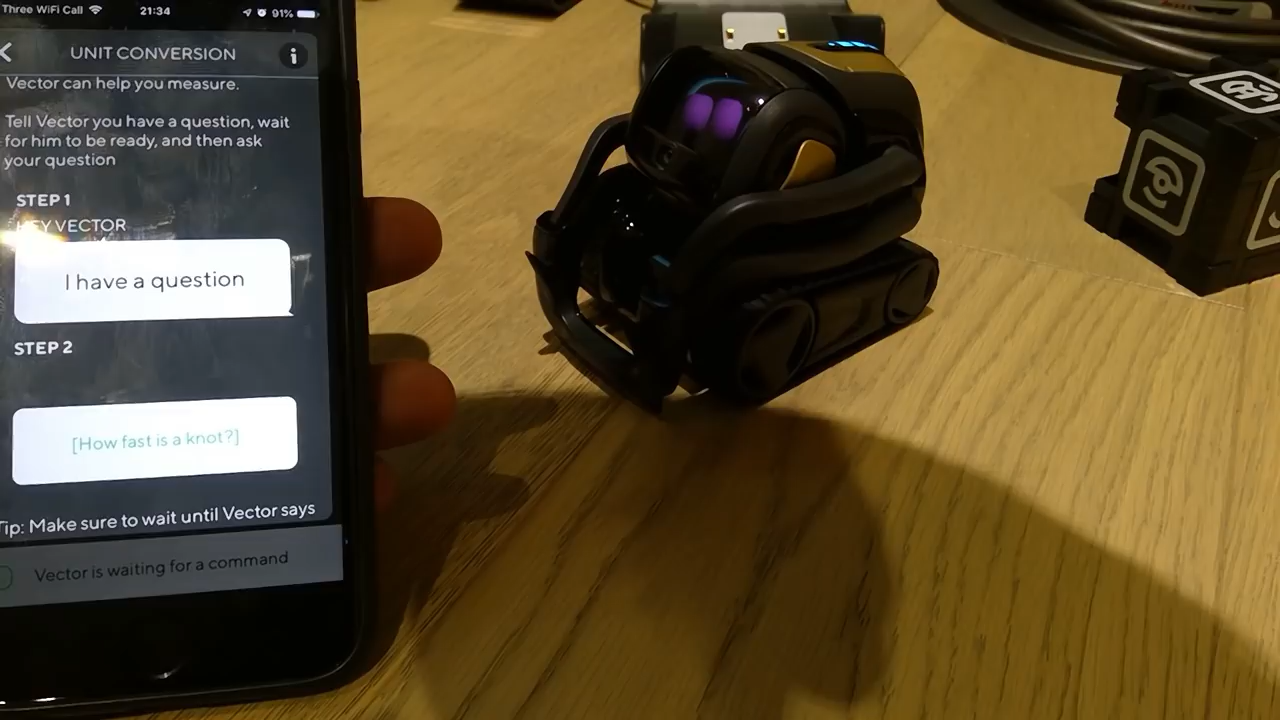 Three WiFi Call 21:34 91%
UNIT CONVERSION
Vector can help you measure.
Tell Vector you have a question, wait
for him to be ready, and then ask
your question
STEP 1
KEY VECTOR
I have a question
STEP 2
[How fast is a knot?]
Tip: Make sure to wait until Vector says
Vector is waiting for a command